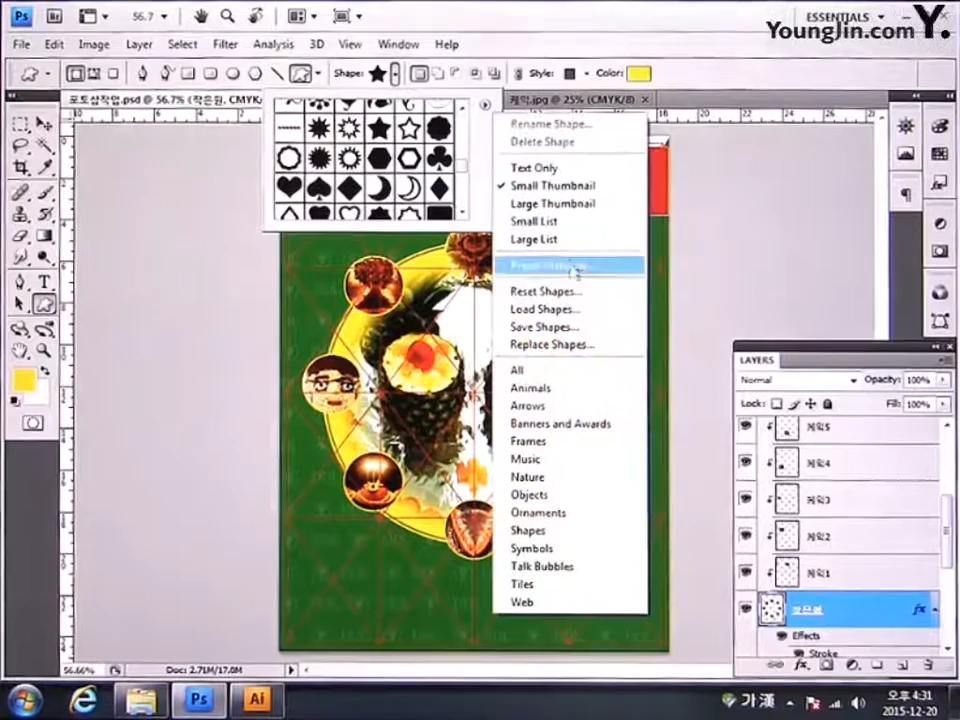 Ps
Br
56.7
ESSENTIALS
Y.
YoungJin.com
File Edit Image Layer Select Filter Analysis 3D View Window Help
Shape:
Style:
Color:
포토샵작업.psd @ 56.7% (작은원, CMYK/
케익.jpg @ 25% (CMYK/8)
Rename Shape...
Delete Shape
Text Only
Small Thumbnail
Large Thumbnail
Small List
Large List
Reset Shapes...
Load Shapes...
Save Shapes...
Replace Shapes...
All
Animals
Arrows
Banners and Awards
Frames
Music
Nature
Objects
Ornaments
Shapes
Symbols
Talk Bubbles
Tiles
Web
LAYERS
Normal
Opacity: 100%
Lock:
Fill: 100%
케익5
케익4
케익3
케익2
케익1
작은원
fx
Effects
Stroke
56.66%
Doc: 2.71M/17.0M
Ps
Ai
가 漢
오후 4:31
2015-12-20